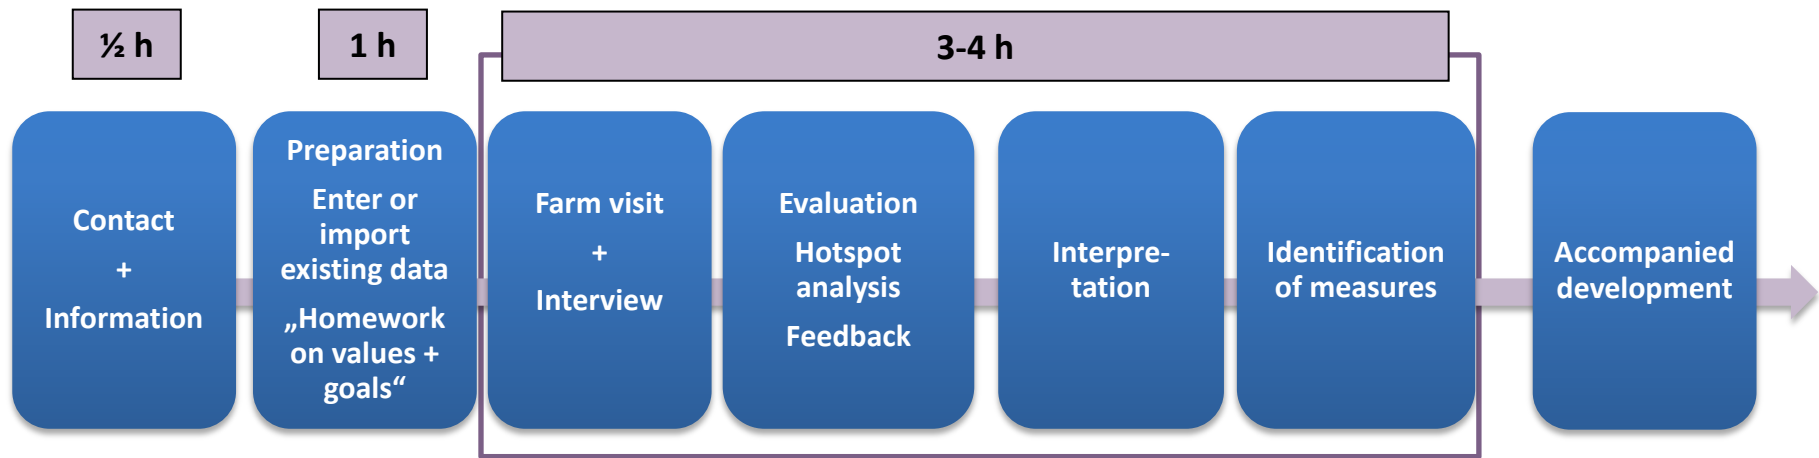 ½ h
1 h
3-4 h
Contact
+
Information
Preparation
Enter or
import
existing data
„Homework
on values +
goals“
Farm visit
+
Interview
Evaluation
Hotspot
analysis
Feedback
Interpre-
tation
Identification
of measures
Accompanied
development